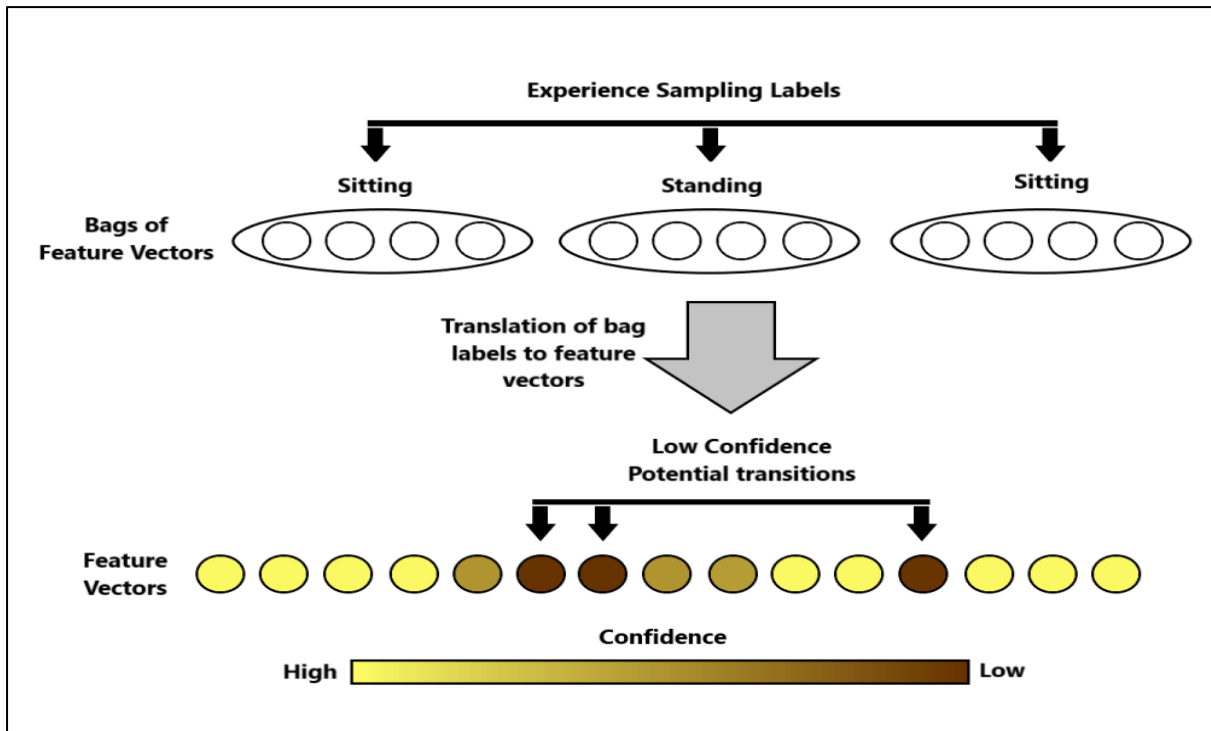 Experience Sampling Labels
Sitting
Standing
Sitting
Bags of
Feature Vectors
Translation of bag
labels to feature
vectors
Low Confidence
Potential transitions
Feature
Vectors
Confidence
High
Low